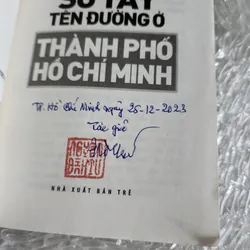 SỔ TAY
TÊN ĐƯỜNG Ở
THÀNH PHỐ
HỒ CHÍ MINH
TP. Hồ Chí Minh ngày 25-12-2023
Tác giả
NHÀ XUẤT BẢN TRẺ